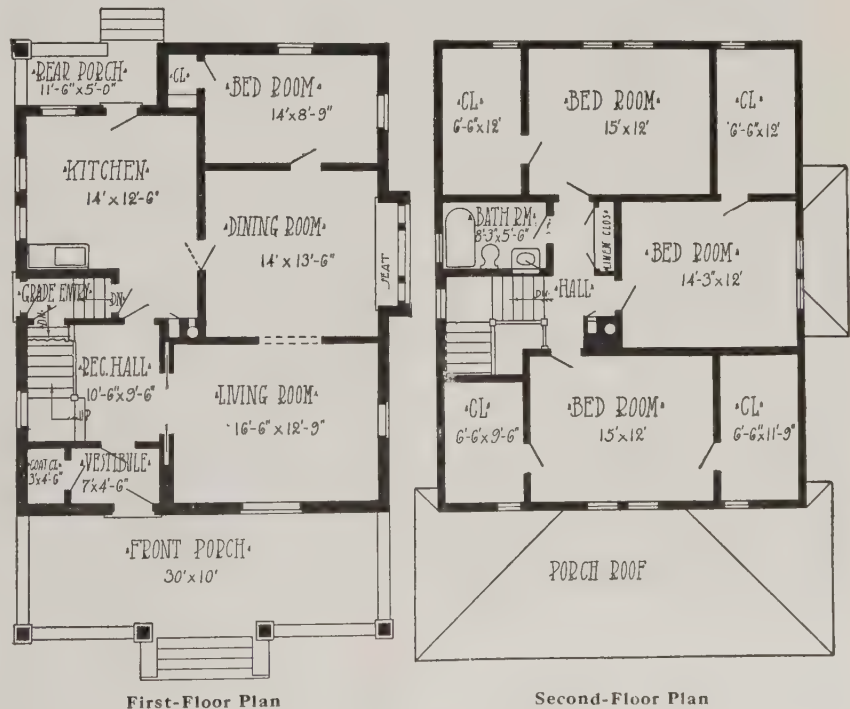 REAR PORCH
11'-6"x5'-0"
CL
BED ROOM
14'x8'-9"
KITCHEN
14'x12'-6"
DINING ROOM
14'x13'-6"
SEAT
GRADE ENTRY
DN.
DN.
REC. HALL
10'-6"x9'-6"
UP
LIVING ROOM
16'-6"x12'-9"
COAT CL.
3'x4'-6"
VESTIBULE
7'x4'-6"
FRONT PORCH
30'x10'
First-Floor Plan
CL
6'-6"x12'
BED ROOM
15'x12'
CL
6'-6"x12'
BATH RM.
8'-3"x5'-6"
LINEN CLOS.
BED ROOM
14'-3"x12'
HALL
DN.
CL
6'-6"x9'-6"
BED ROOM
15'x12'
CL
6'-6"x11'-9"
PORCH ROOF
Second-Floor Plan